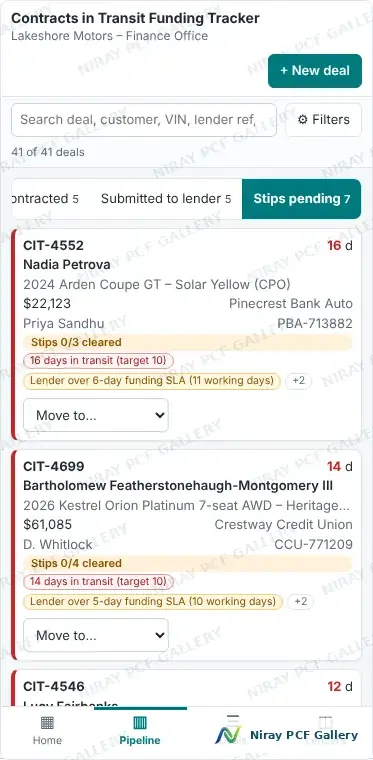 Contracts in Transit Funding Tracker
Lakeshore Motors – Finance Office
+ New deal
Search deal, customer, VIN, lender ref,
⚙ Filters
41 of 41 deals
ontracted 5
Submitted to lender 5
Stips pending 7
CIT-4552 16 d
Nadia Petrova
2024 Arden Coupe GT – Solar Yellow (CPO)
$22,123 Pinecrest Bank Auto
Priya Sandhu PBA-713882
Stips 0/3 cleared
16 days in transit (target 10)
Lender over 6-day funding SLA (11 working days) +2
Move to...
CIT-4699 14 d
Bartholomew Featherstonehaugh-Montgomery III
2026 Kestrel Orion Platinum 7-seat AWD – Heritage...
$61,085 Crestway Credit Union
D. Whitlock CCU-771209
Stips 0/4 cleared
14 days in transit (target 10)
Lender over 5-day funding SLA (10 working days) +2
Move to...
CIT-4546 12 d
Lucy Fairbanks
Home
Pipeline
Niray PCF Gallery
NIRAY PCF GALLERY